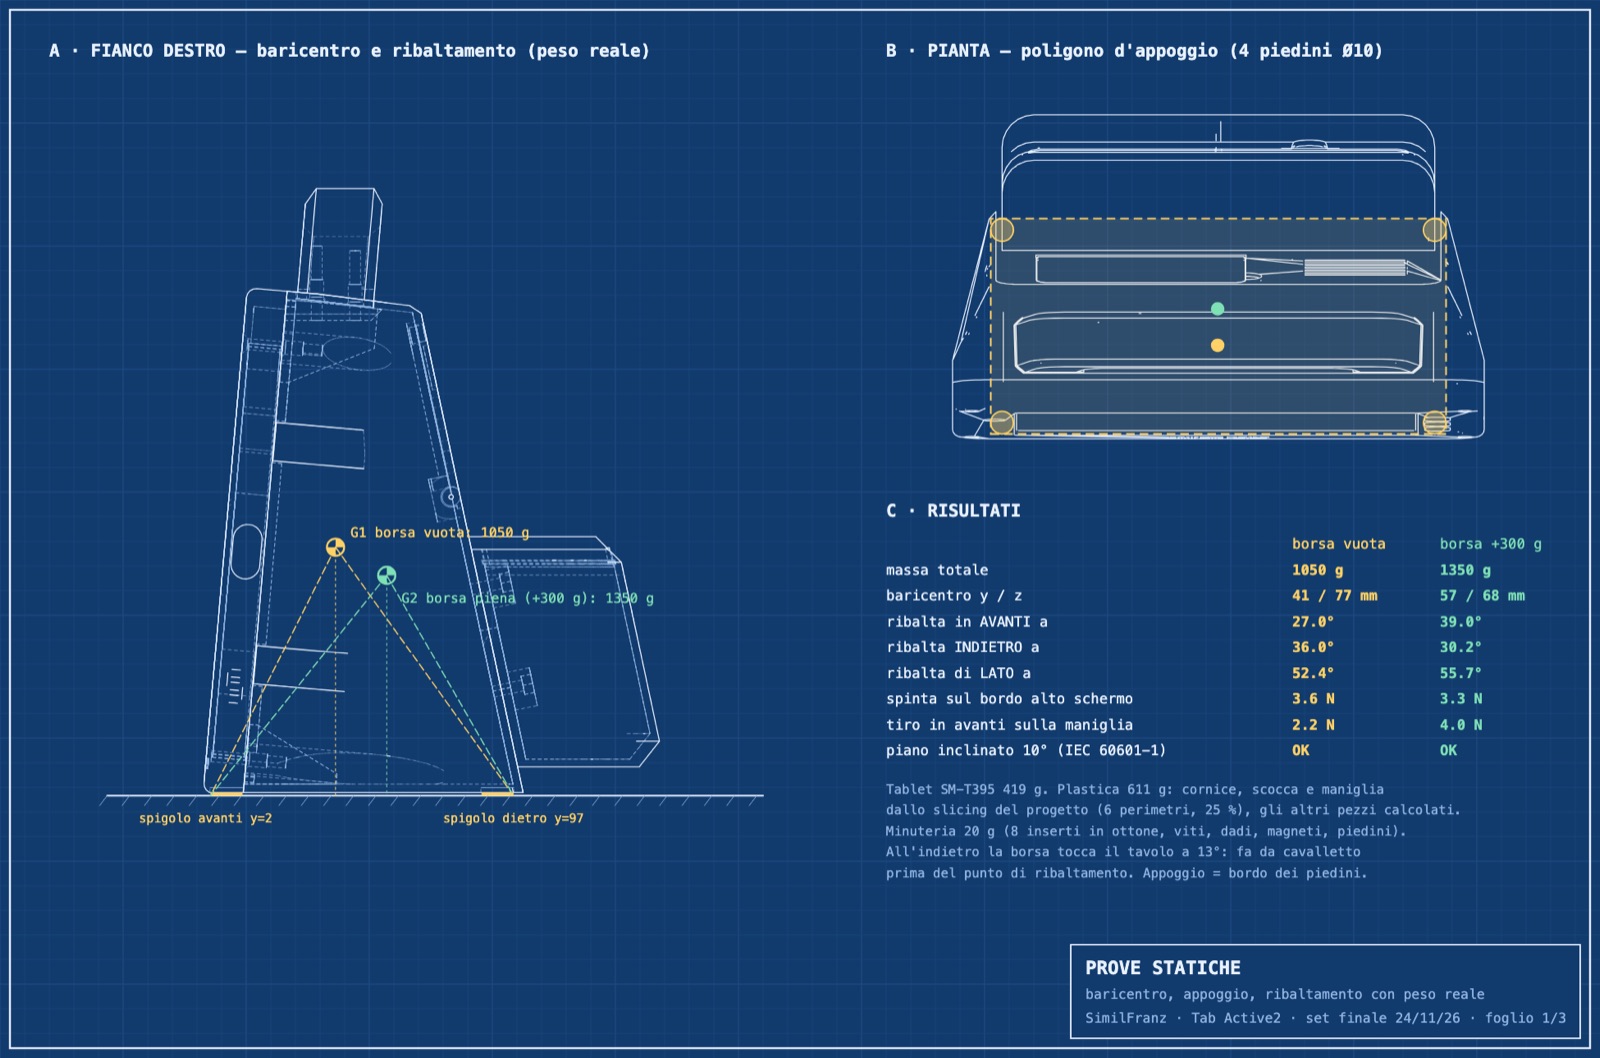 A · FIANCO DESTRO — baricentro e ribaltamento (peso reale)
G1 borsa vuota: 1050 g
G2 borsa piena (+300 g): 1350 g
spigolo avanti y=2
spigolo dietro y=97
B · PIANTA — poligono d'appoggio (4 piedini Ø10)
C · RISULTATI
borsa vuota borsa +300 g
massa totale 1050 g 1350 g
baricentro y / z 41 / 77 mm 57 / 68 mm
ribalta in AVANTI a 27.0° 39.0°
ribalta INDIETRO a 36.0° 30.2°
ribalta di LATO a 52.4° 55.7°
spinta sul bordo alto schermo 3.6 N 3.3 N
tiro in avanti sulla maniglia 2.2 N 4.0 N
piano inclinato 10° (IEC 60601-1) OK OK
Tablet SM-T395 419 g. Plastica 611 g: cornice, scocca e maniglia
dallo slicing del progetto (6 perimetri, 25 %), gli altri pezzi calcolati.
Minuteria 20 g (8 inserti in ottone, viti, dadi, magneti, piedini).
All'indietro la borsa tocca il tavolo a 13°: fa da cavalletto
prima del punto di ribaltamento. Appoggio = bordo dei piedini.
PROVE STATICHE
baricentro, appoggio, ribaltamento con peso reale
SimilFranz · Tab Active2 · set finale 24/11/26 · foglio 1/3